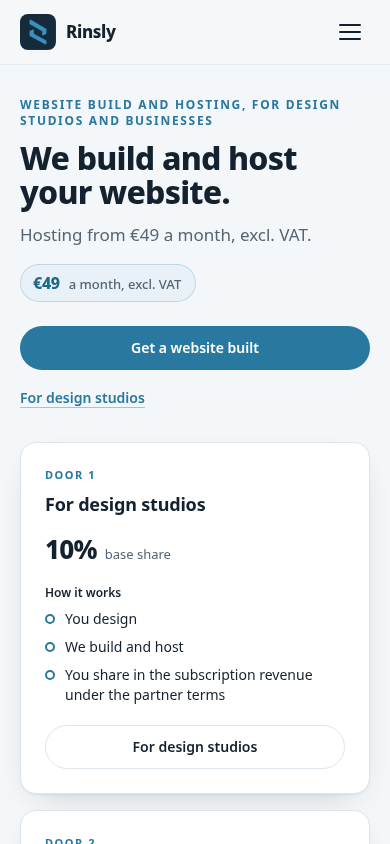 Rinsly
WEBSITE BUILD AND HOSTING, FOR DESIGN
STUDIOS AND BUSINESSES
We build and host
your website.
Hosting from €49 a month, excl. VAT.
€49 a month, excl. VAT
Get a website built
For design studios
DOOR 1
For design studios
10% base share
How it works
You design
We build and host
You share in the subscription revenue
under the partner terms
For design studios
DOOR 2